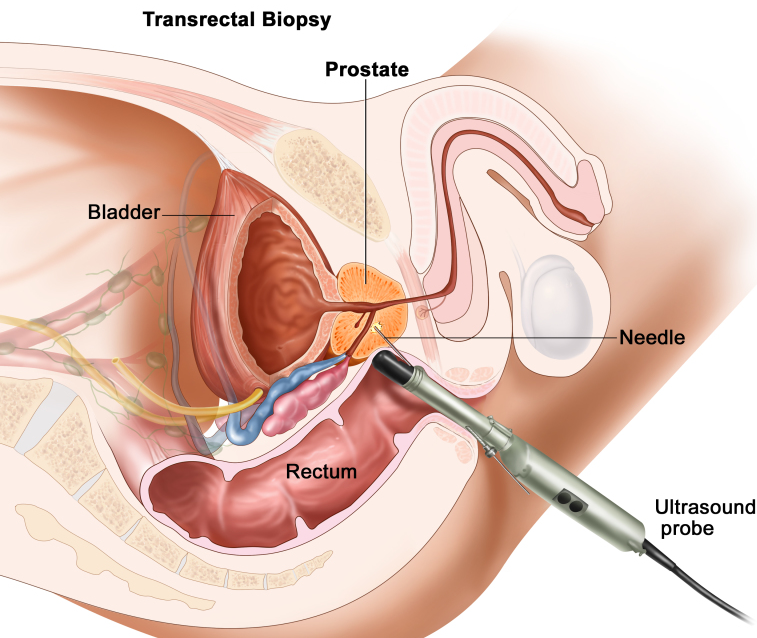 Transrectal Biopsy
Prostate
Bladder
Needle
Rectum
Ultrasound
probe